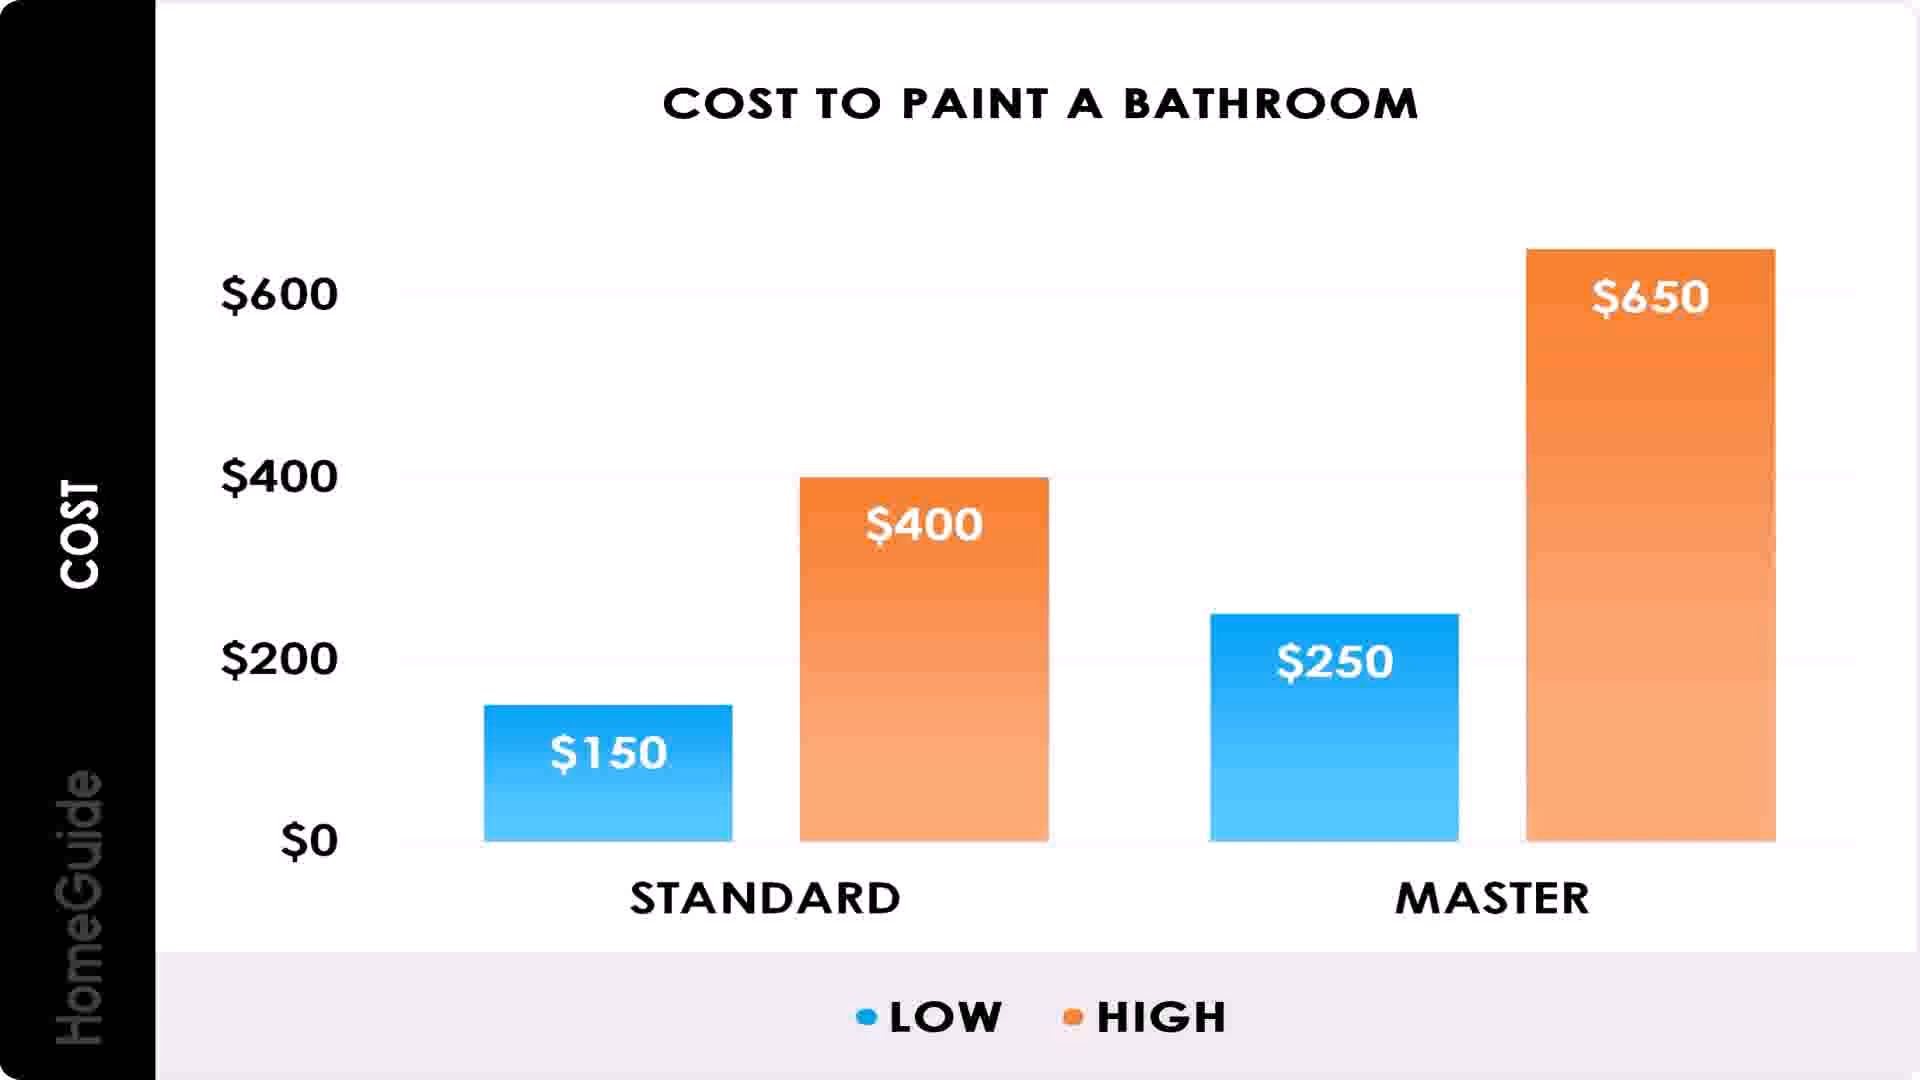 COST TO PAINT A BATHROOM
$600
$400
$200
$0
COST
HomeGuide
$150
$400
$250
$650
STANDARD
MASTER
LOW
HIGH